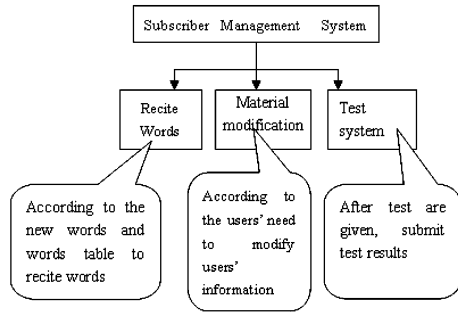 Subscriber Management System
Recite
Words
Material
modification
Test
system
According to the
new words and
words table to
recite words
According to
the users' need
to modify
users'
information
After test are
given, submit
test results